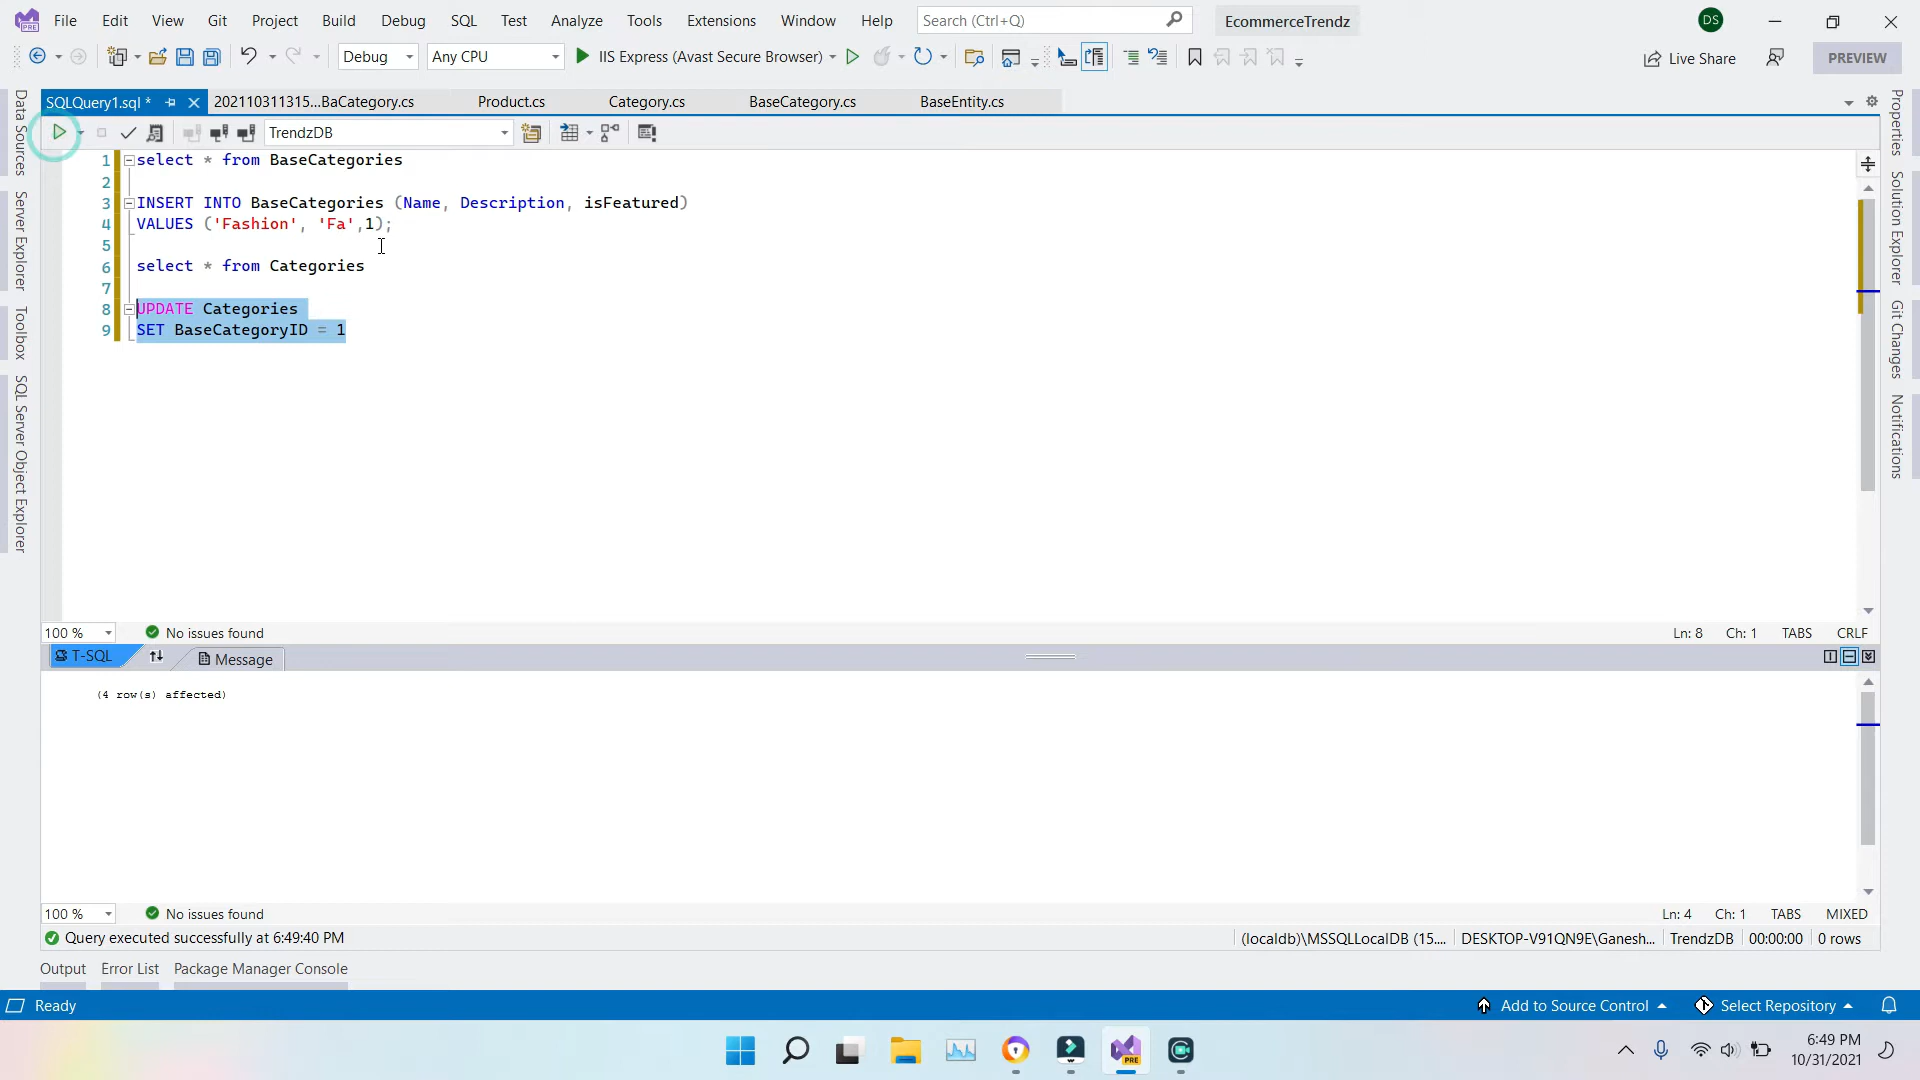 File Edit View Git Project Build Debug SQL Test Analyze Tools Extensions Window Help Search (Ctrl+Q) EcommerceTrendz DS
Debug Any CPU IIS Express (Avast Secure Browser) Live Share PREVIEW
SQLQuery1.sql * 202110311315...BaCategory.cs Product.cs Category.cs BaseCategory.cs BaseEntity.cs
TrendzDB
Data Sources
Server Explorer
Toolbox
SQL Server Object Explorer
1 select * from BaseCategories
2
3 INSERT INTO BaseCategories (Name, Description, isFeatured)
4 VALUES ('Fashion', 'Fa',1);
5
6 select * from Categories
7
8 UPDATE Categories
9 SET BaseCategoryID = 1
Properties
Solution Explorer
Git Changes
Notifications
100 % No issues found Ln: 8 Ch: 1 TABS CRLF
T-SQL Message
(4 row(s) affected)
100 % No issues found Ln: 4 Ch: 1 TABS MIXED
Query executed successfully at 6:49:40 PM (localdb)\MSSQLLocalDB (15.... DESKTOP-V91QN9E\Ganesh... TrendzDB 00:00:00 0 rows
Output Error List Package Manager Console
Ready Add to Source Control Select Repository
PRE
6:49 PM
10/31/2021